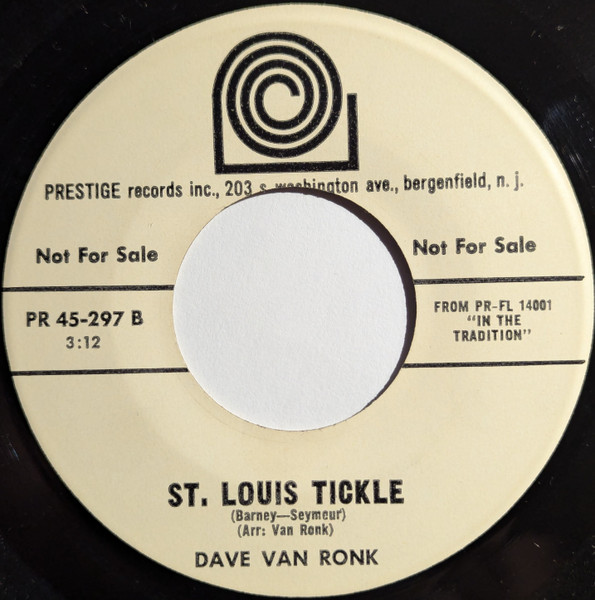 PRESTIGE records inc., 203 s. washington ave., bergenfield, n. j.
Not For Sale
Not For Sale
PR 45-297 B
3:12
FROM PR-FL 14001
"IN THE
TRADITION"
ST. LOUIS TICKLE
(Barney—Seymour)
(Arr: Van Ronk)
DAVE VAN RONK